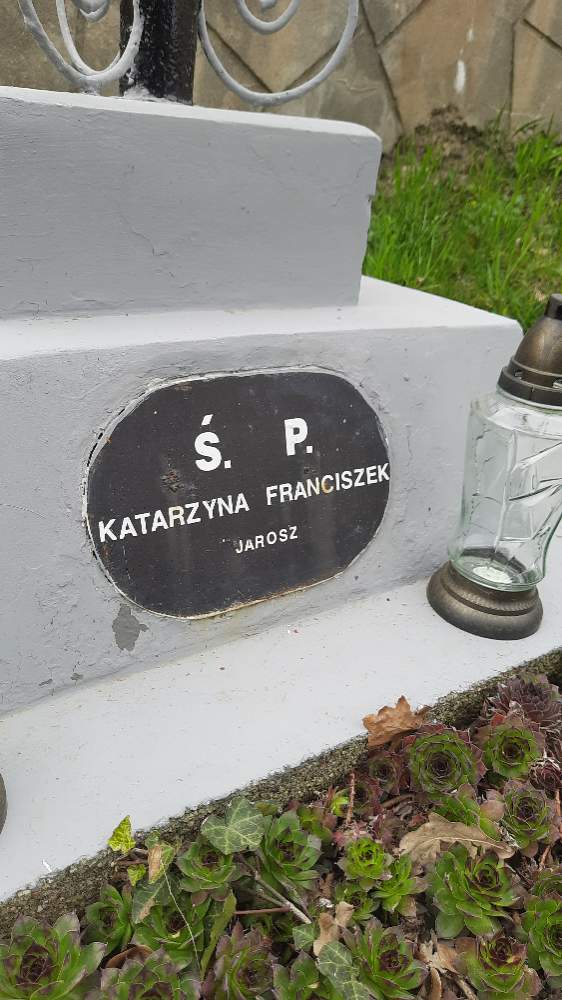 Ś. P.
KATARZYNA FRANCISZEK
JAROSZ